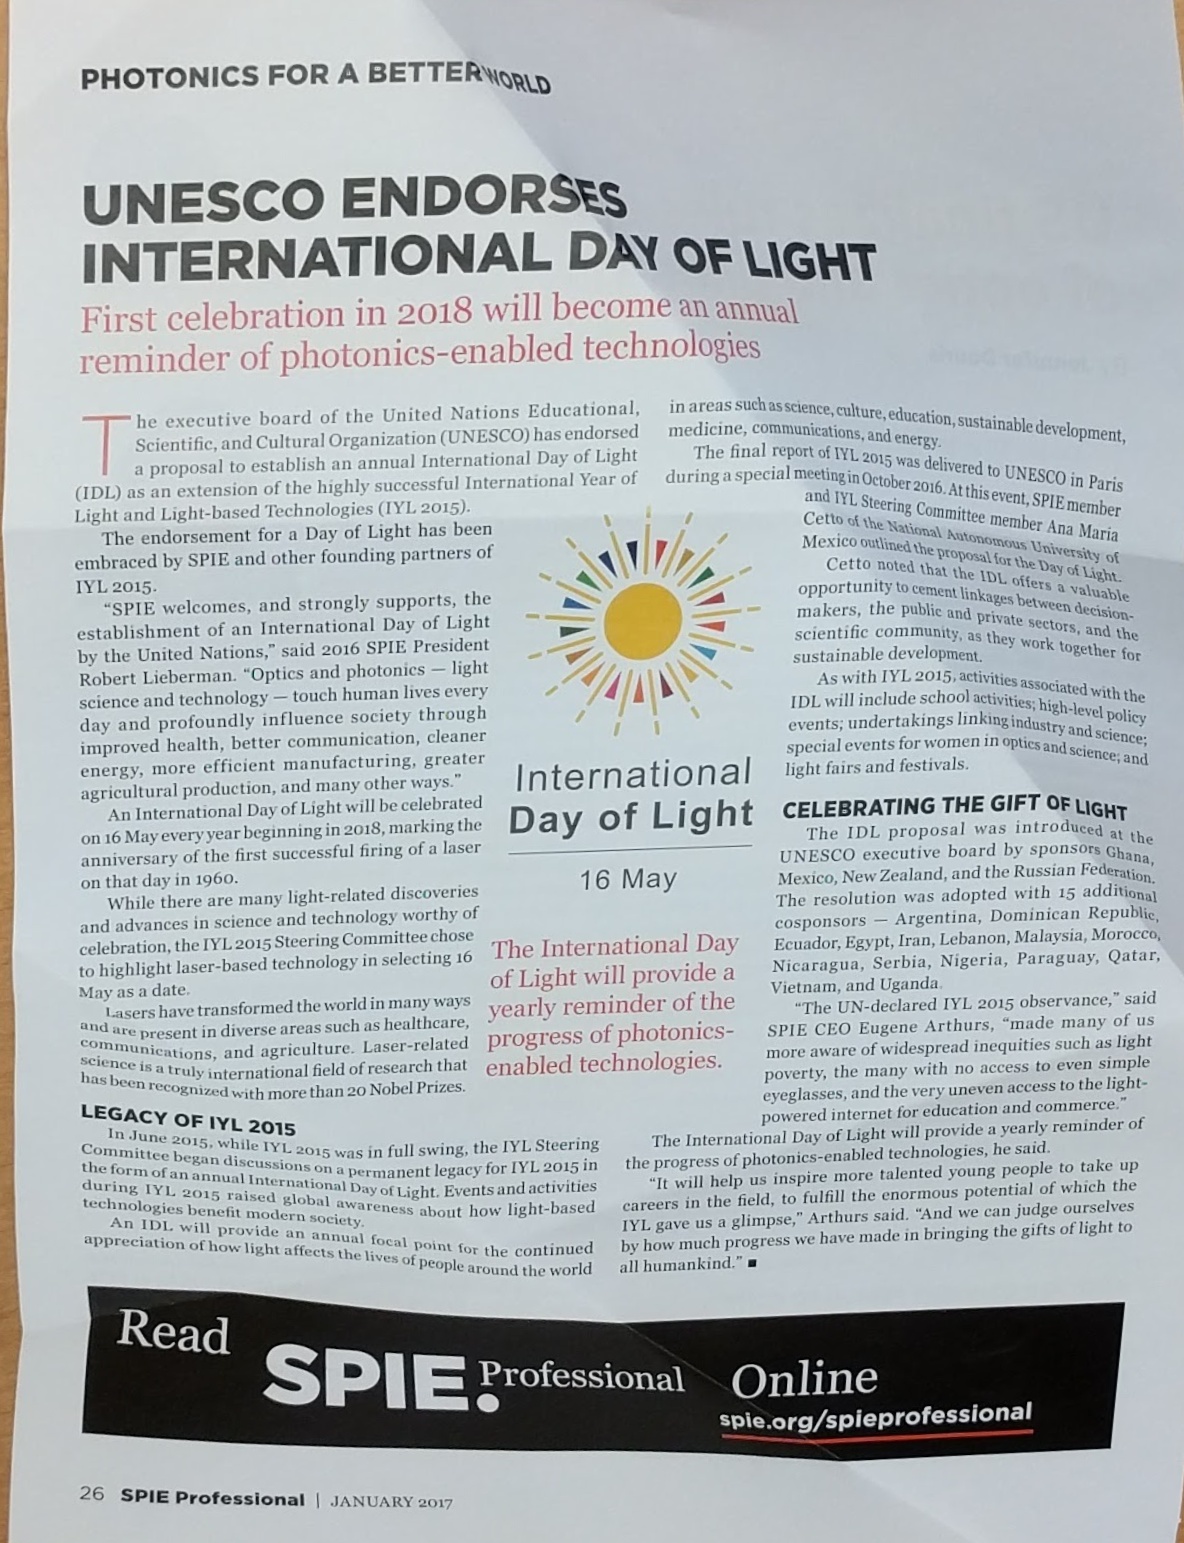 PHOTONICS FOR A BETTER WORLD
UNESCO ENDORSES
INTERNATIONAL DAY OF LIGHT
First celebration in 2018 will become an annual
reminder of photonics-enabled technologies
The executive board of the United Nations Educational,
Scientific, and Cultural Organization (UNESCO) has endorsed
a proposal to establish an annual International Day of Light
(IDL) as an extension of the highly successful International Year of
Light and Light-based Technologies (IYL 2015).
The endorsement for a Day of Light has been
embraced by SPIE and other founding partners of
IYL 2015.
“SPIE welcomes, and strongly supports, the
establishment of an International Day of Light
by the United Nations,” said 2016 SPIE President
Robert Lieberman. “Optics and photonics — light
science and technology — touch human lives every
day and profoundly influence society through
improved health, better communication, cleaner
energy, more efficient manufacturing, greater
agricultural production, and many other ways.”
An International Day of Light will be celebrated
on 16 May every year beginning in 2018, marking the
anniversary of the first successful firing of a laser
on that day in 1960.
While there are many light-related discoveries
and advances in science and technology worthy of
celebration, the IYL 2015 Steering Committee chose
to highlight laser-based technology in selecting 16
May as a date.
Lasers have transformed the world in many ways
and are present in diverse areas such as healthcare,
communications, and agriculture. Laser-related
science is a truly international field of research that
has been recognized with more than 20 Nobel Prizes.
LEGACY OF IYL 2015
In June 2015, while IYL 2015 was in full swing, the IYL Steering
Committee began discussions on a permanent legacy for IYL 2015 in
the form of an annual International Day of Light. Events and activities
during IYL 2015 raised global awareness about how light-based
technologies benefit modern society.
An IDL will provide an annual focal point for the continued
appreciation of how light affects the lives of people around the world
International
Day of Light
16 May
The International Day
of Light will provide a
yearly reminder of the
progress of photonics-
enabled technologies.
in areas such as science, culture, education, sustainable development,
medicine, communications, and energy.
The final report of IYL 2015 was delivered to UNESCO in Paris
during a special meeting in October 2016. At this event, SPIE member
and IYL Steering Committee member Ana Maria
Cetto of the National Autonomous University of
Mexico outlined the proposal for the Day of Light.
Cetto noted that the IDL offers a valuable
opportunity to cement linkages between decision-
makers, the public and private sectors, and the
scientific community, as they work together for
sustainable development.
As with IYL 2015, activities associated with the
IDL will include school activities; high-level policy
events; undertakings linking industry and science;
special events for women in optics and science; and
light fairs and festivals.
CELEBRATING THE GIFT OF LIGHT
The IDL proposal was introduced at the
UNESCO executive board by sponsors Ghana,
Mexico, New Zealand, and the Russian Federation.
The resolution was adopted with 15 additional
cosponsors — Argentina, Dominican Republic,
Ecuador, Egypt, Iran, Lebanon, Malaysia, Morocco,
Nicaragua, Serbia, Nigeria, Paraguay, Qatar,
Vietnam, and Uganda.
“The UN-declared IYL 2015 observance,” said
SPIE CEO Eugene Arthurs, “made many of us
more aware of widespread inequities such as light
poverty, the many with no access to even simple
eyeglasses, and the very uneven access to the light-
powered internet for education and commerce.”
The International Day of Light will provide a yearly reminder of
the progress of photonics-enabled technologies, he said.
“It will help us inspire more talented young people to take up
careers in the field, to fulfill the enormous potential of which the
IYL gave us a glimpse,” Arthurs said. “And we can judge ourselves
by how much progress we have made in bringing the gifts of light to
all humankind.” ■
Read SPIE. Professional Online
spie.org/spieprofessional
26 SPIE Professional | JANUARY 2017